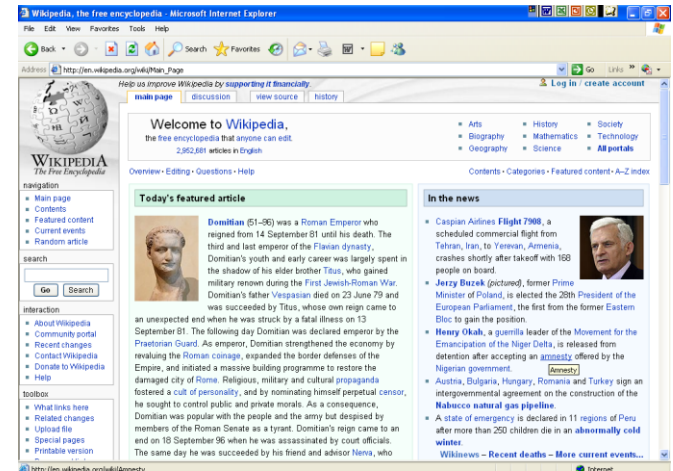 Wikipedia, the free encyclopedia - Microsoft Internet Explorer
File Edit View Favorites Tools Help
Back Search Favorites
Address http://en.wikipedia.org/wiki/Main_Page Go Links »
Help us improve Wikipedia by supporting it financially.
Log in / create account
main page discussion view source history
WIKIPEDIA
The Free Encyclopedia
navigation
Main page
Contents
Featured content
Current events
Random article
search
Go Search
interaction
About Wikipedia
Community portal
Recent changes
Contact Wikipedia
Donate to Wikipedia
Help
toolbox
What links here
Related changes
Upload file
Special pages
Printable version
Welcome to Wikipedia,
the free encyclopedia that anyone can edit.
2,952,681 articles in English
Arts History Society
Biography Mathematics Technology
Geography Science All portals
Overview · Editing · Questions · Help
Contents · Categories · Featured content · A–Z index
Today's featured article
Domitian (51–96) was a Roman Emperor who
reigned from 14 September 81 until his death. The
third and last emperor of the Flavian dynasty,
Domitian's youth and early career was largely spent in
the shadow of his elder brother Titus, who gained
military renown during the First Jewish-Roman War.
Domitian's father Vespasian died on 23 June 79 and
was succeeded by Titus, whose own reign came to
an unexpected end when he was struck by a fatal illness on 13
September 81. The following day Domitian was declared emperor by the
Praetorian Guard. As emperor, Domitian strengthened the economy by
revaluing the Roman coinage, expanded the border defenses of the
Empire, and initiated a massive building programme to restore the
damaged city of Rome. Religious, military and cultural propaganda
fostered a cult of personality, and by nominating himself perpetual censor,
he sought to control public and private morals. As a consequence,
Domitian was popular with the people and the army but despised by
members of the Roman Senate as a tyrant. Domitian's reign came to an
end on 18 September 96 when he was assassinated by court officials.
The same day he was succeeded by his friend and advisor Nerva, who
In the news
Caspian Airlines Flight 7908, a
scheduled commercial flight from
Tehran, Iran, to Yerevan, Armenia,
crashes shortly after takeoff with 168
people on board.
Jerzy Buzek (pictured), former Prime
Minister of Poland, is elected the 28th President of the
European Parliament, the first from the former Eastern
Bloc to gain the position.
Henry Okah, a guerrilla leader of the Movement for the
Emancipation of the Niger Delta, is released from
detention after accepting an amnesty offered by the
Nigerian government.
Amnesty
Austria, Bulgaria, Hungary, Romania and Turkey sign an
intergovernmental agreement on the construction of the
Nabucco natural gas pipeline.
A state of emergency is declared in 11 regions of Peru
after more than 250 children die in an abnormally cold
winter.
Wikinews – Recent deaths – More current events...
http://en.wikipedia.org/wiki/Amnesty
Internet